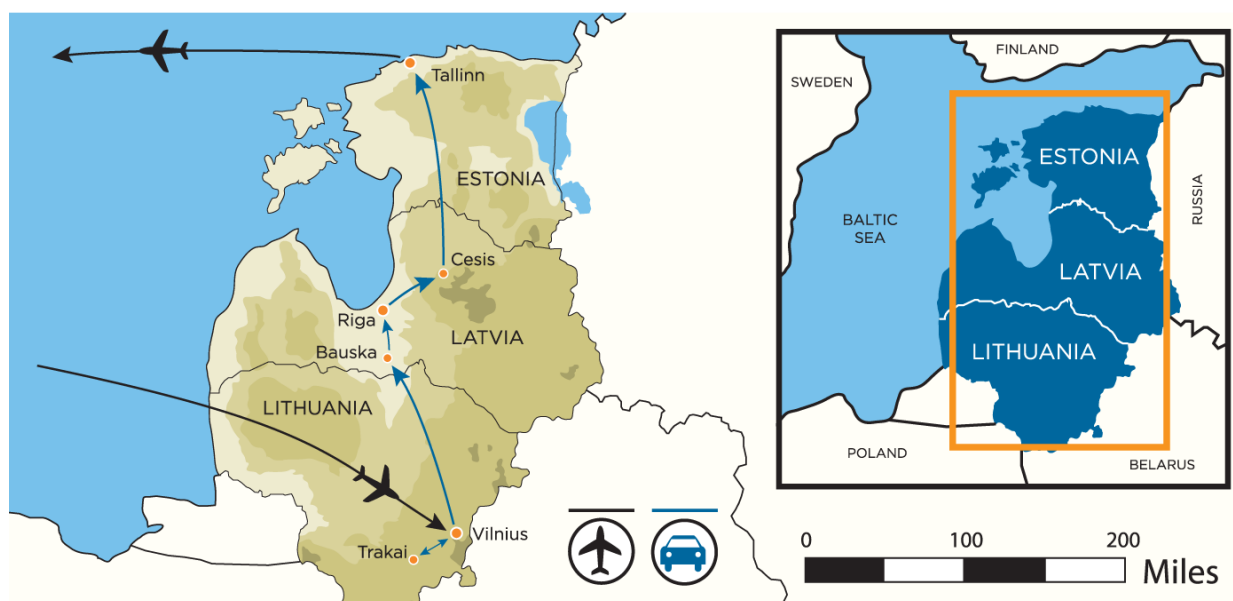 Tallinn
ESTONIA
Cesis
Riga
LATVIA
Bauska
LITHUANIA
Vilnius
Trakai
FINLAND
SWEDEN
ESTONIA
RUSSIA
BALTIC
SEA
LATVIA
LITHUANIA
POLAND
BELARUS
0
100
200
Miles